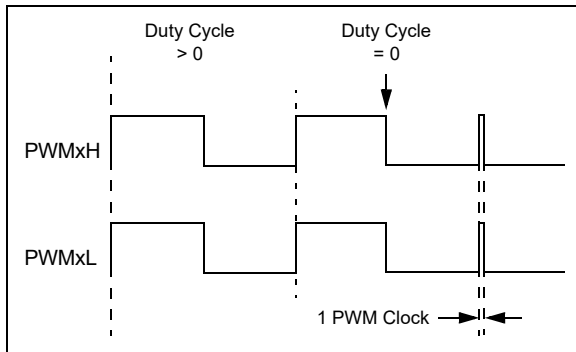 Duty Cycle
> 0
Duty Cycle
= 0
PWMxH
PWMxL
1 PWM Clock